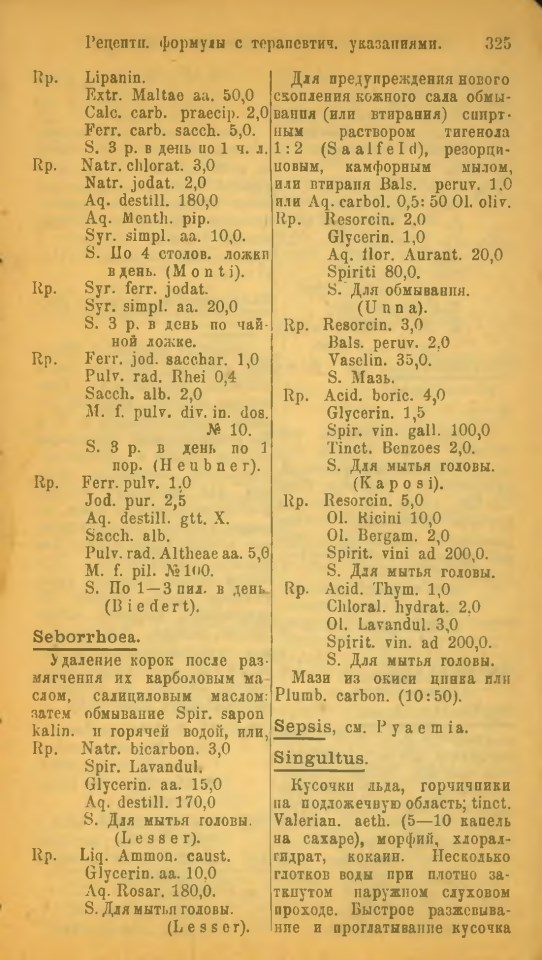 Рецептн. формулы с терапевтич. указаниями. 325
Rp. Lipanin.
Extr. Maltae aa. 50,0
Calc. carb. praecip. 2,0
Ferr. carb. sacch. 5,0.
S. 3 р. в день по 1 ч. л.
Rp. Natr. chlorat. 3,0
Natr. jodat. 2,0
Aq. destill. 180,0
Aq. Menth. pip.
Syr. simpl. aa. 10,0.
S. По 4 столов. ложки
в день. (Monti).
Rp. Syr. ferr. jodat.
Syr. simpl. aa. 20,0
S. 3 р. в день по чай-
ной ложке.
Rp. Ferr. jod. sacchar. 1,0
Pulv. rad. Rhei 0,4
Sacch. alb. 2,0
M. f. pulv. div. in. dos.
№ 10.
S. 3 р. в день по 1
пор. (Heubner).
Rp. Ferr. pulv. 1,0
Jod. pur. 2,5
Aq. destill. gtt. X.
Sacch. alb.
Pulv. rad. Altheae aa. 5,0
M. f. pil. № 100.
S. По 1—3 пил. в день.
(Biedert).
Seborrhoea.
Удаление корок после раз-
мягчения их карболовым ма-
слом, салициловым маслом:
затем обмывание Spir. sapon
kalin. и горячей водой, или,
Rp. Natr. bicarbon. 3,0
Spir. Lavandul.
Glycerin. aa. 15,0
Aq. destill. 170,0
S. Для мытья головы.
(Lesser).
Rp. Liq. Ammon. caust.
Glycerin. aa. 10,0
Aq. Rosar. 180,0.
S. Для мытья головы.
(Lesser).
Для предупреждения нового
скопления кожного сала обмы-
вания (или втирания) спирт-
ным раствором тигенола
1:2 (Saalfeld), резорци-
новым, камфорным мылом,
или втирания Bals. peruv. 1,0
или Aq. carbol. 0,5: 50 Ol. oliv.
Rp. Resorcin. 2,0
Glycerin. 1,0
Aq. flor. Aurant. 20,0
Spiriti 80,0.
S. Для обмывания.
(Unna).
Rp. Resorcin. 3,0
Bals. peruv. 2,0
Vaselin. 35,0.
S. Мазь.
Rp. Acid. boric. 4,0
Glycerin. 1,5
Spir. vin. gall. 100,0
Tinct. Benzoes 2,0.
S. Для мытья головы.
(Kaposi).
Rp. Resorcin. 5,0
Ol. Ricini 10,0
Ol. Bergam. 2,0
Spirit. vini ad 200,0.
S. Для мытья головы.
Rp. Acid. Thym. 1,0
Chloral. hydrat. 2,0
Ol. Lavandul. 3,0
Spirit. vin. ad 200,0.
S. Для мытья головы.
Мази из окиси цинка или
Plumb. carbon. (10:50).
Sepsis, см. Pyaemia.
Singultus.
Кусочки льда, горчичники
на подложечную область; tinct.
Valerian. aeth. (5—10 капель
на сахаре), морфий, хлорал-
гидрат, кокаин. Несколько
глотков воды при плотно за-
ткнутом наружном слуховом
проходе. Быстрое разжевыва-
ние и проглатывание кусочка